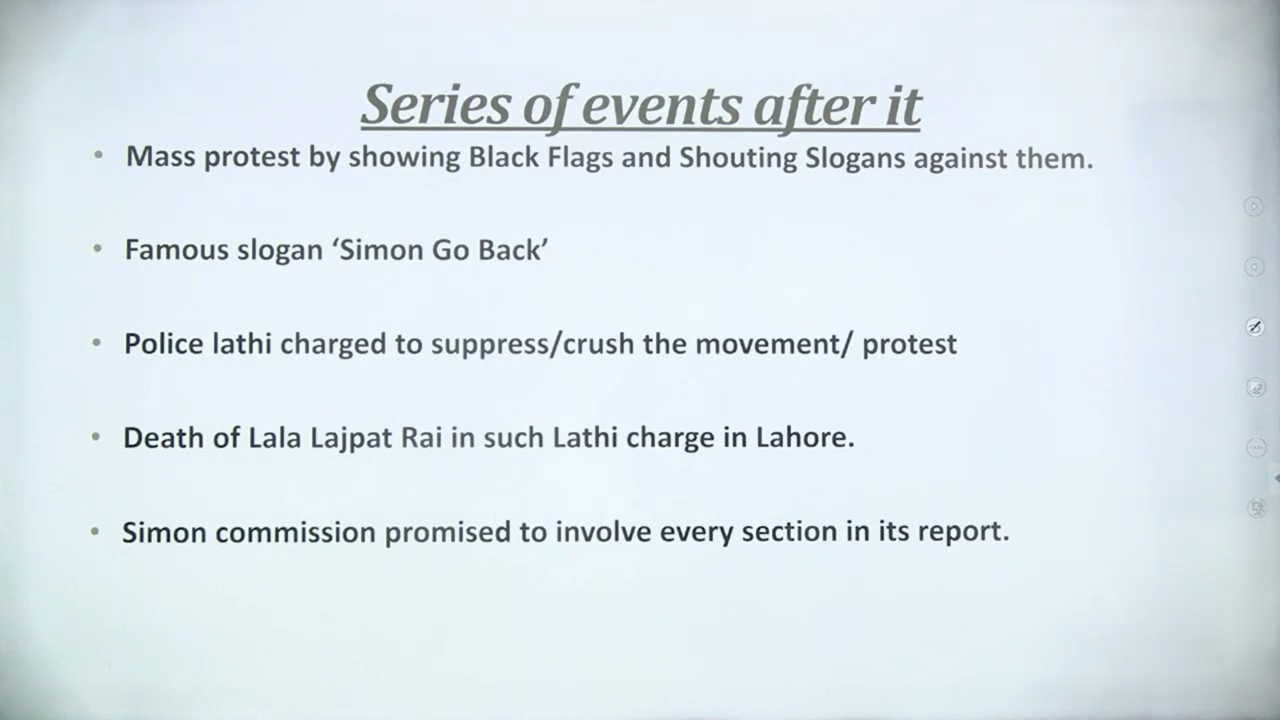 Series of events after it
• Mass protest by showing Black Flags and Shouting Slogans against them.
• Famous slogan ‘Simon Go Back’
• Police lathi charged to suppress/crush the movement/ protest
• Death of Lala Lajpat Rai in such Lathi charge in Lahore.
• Simon commission promised to involve every section in its report.